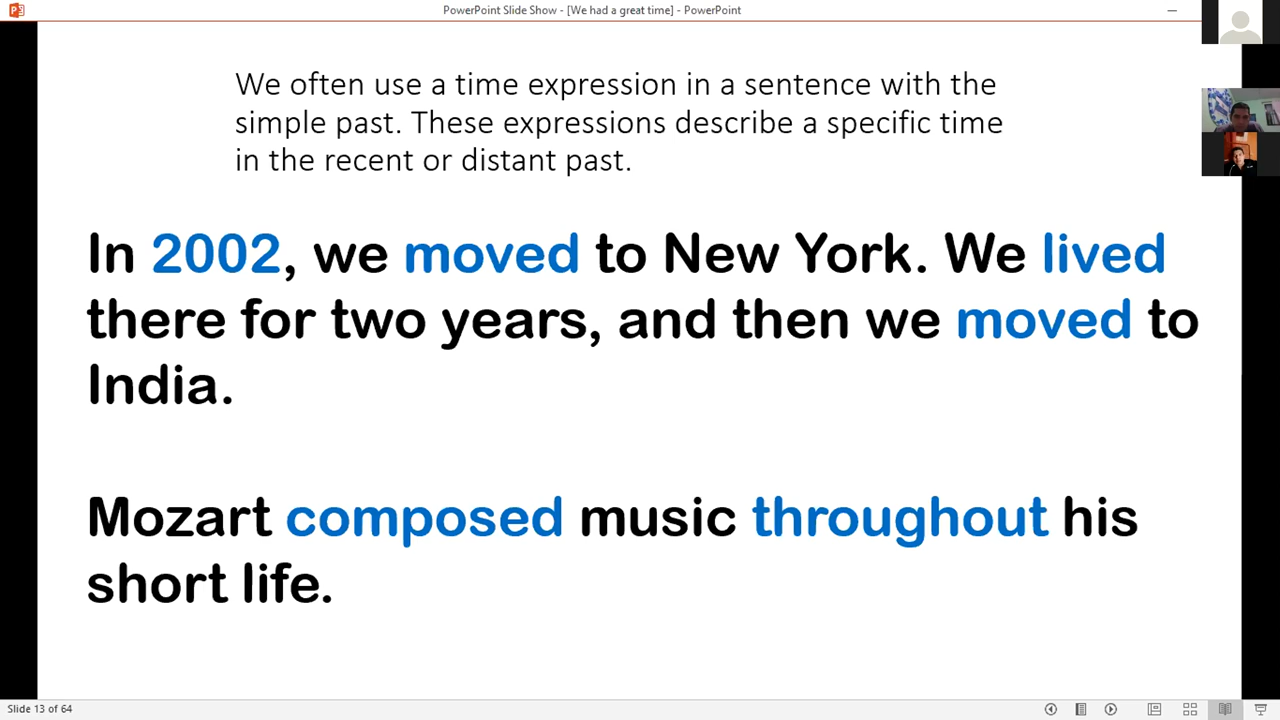 PowerPoint Slide Show - [We had a great time] - PowerPoint
We often use a time expression in a sentence with the
simple past. These expressions describe a specific time
in the recent or distant past.
In 2002, we moved to New York. We lived
there for two years, and then we moved to
India.
Mozart composed music throughout his
short life.
Slide 13 of 64